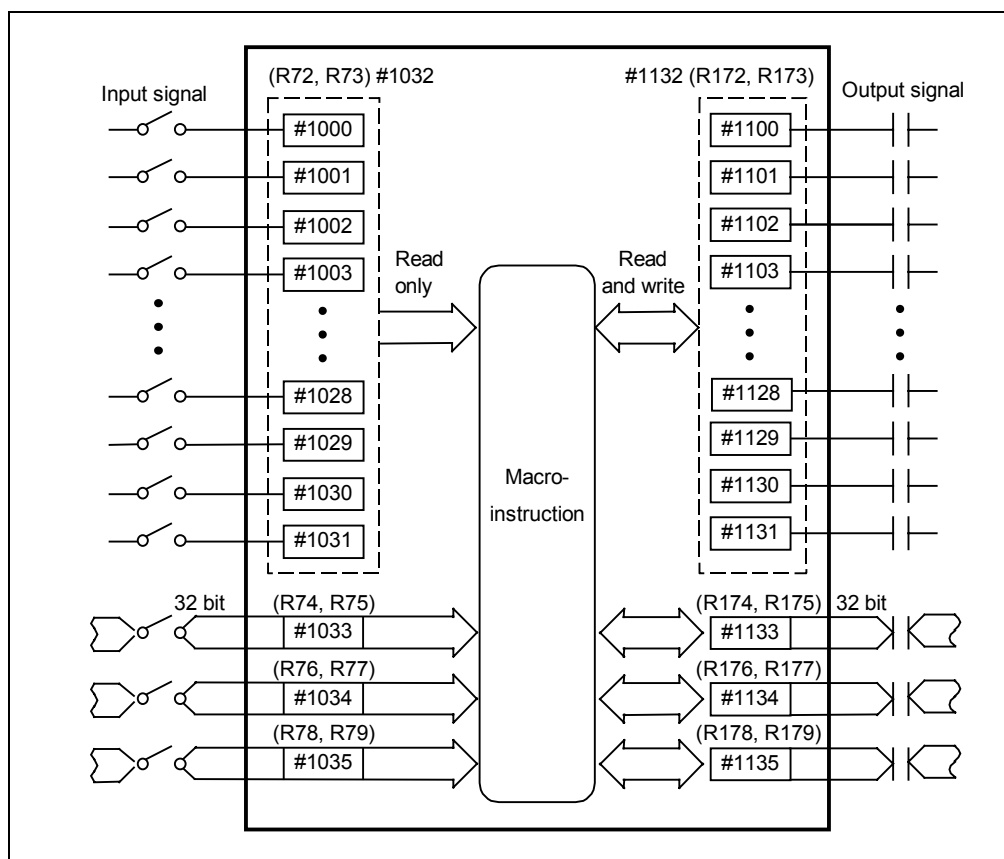 (R72, R73) #1032
#1132 (R172, R173)
Input signal
Output signal
#1000
#1100
#1001
#1101
#1002
#1102
#1003
#1103
Read
only
Read
and write
#1028
#1128
#1029
#1129
#1030
#1130
#1031
#1131
Macro-
instruction
32 bit
(R74, R75)
(R174, R175)
32 bit
#1033
#1133
(R76, R77)
(R176, R177)
#1034
#1134
(R78, R79)
(R178, R179)
#1035
#1135